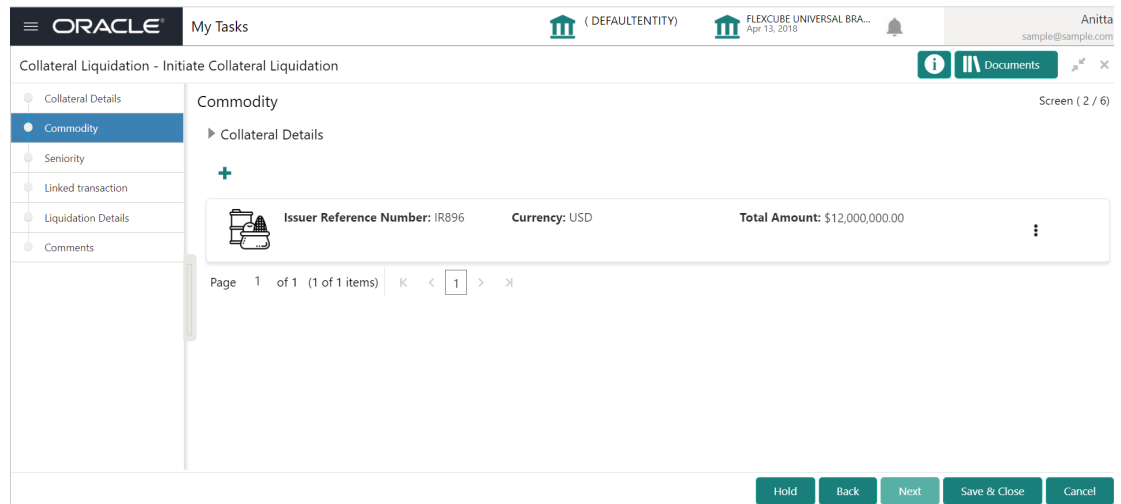 ORACLE®
My Tasks
( DEFAULTENTITY)
FLEXCUBE UNIVERSAL BRA...
Apr 13, 2018
Anitta
sample@sample.com
Collateral Liquidation - Initiate Collateral Liquidation
Documents
Collateral Details
Commodity
Seniority
Linked transaction
Liquidation Details
Comments
Commodity
Screen ( 2 / 6)
Collateral Details
Issuer Reference Number: IR896 Currency: USD Total Amount: $12,000,000.00
Page 1 of 1 (1 of 1 items) K < 1 > >|
Hold Back Next Save & Close Cancel